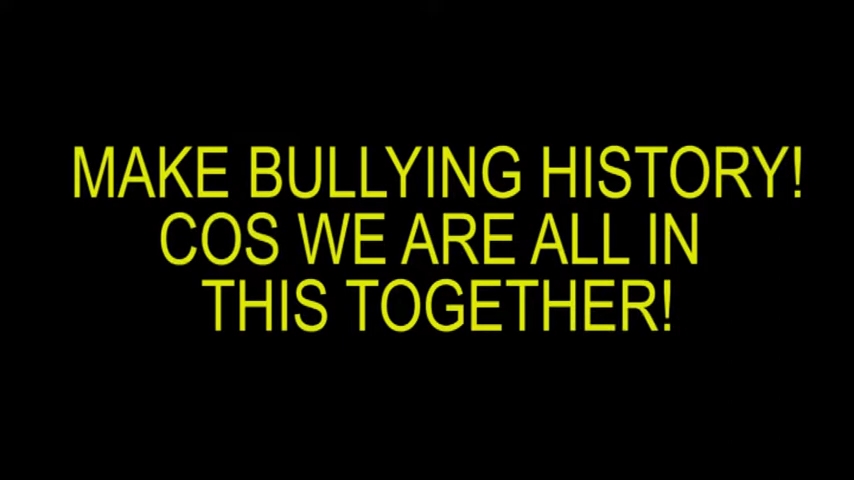 MAKE BULLYING HISTORY!
COS WE ARE ALL IN
THIS TOGETHER!